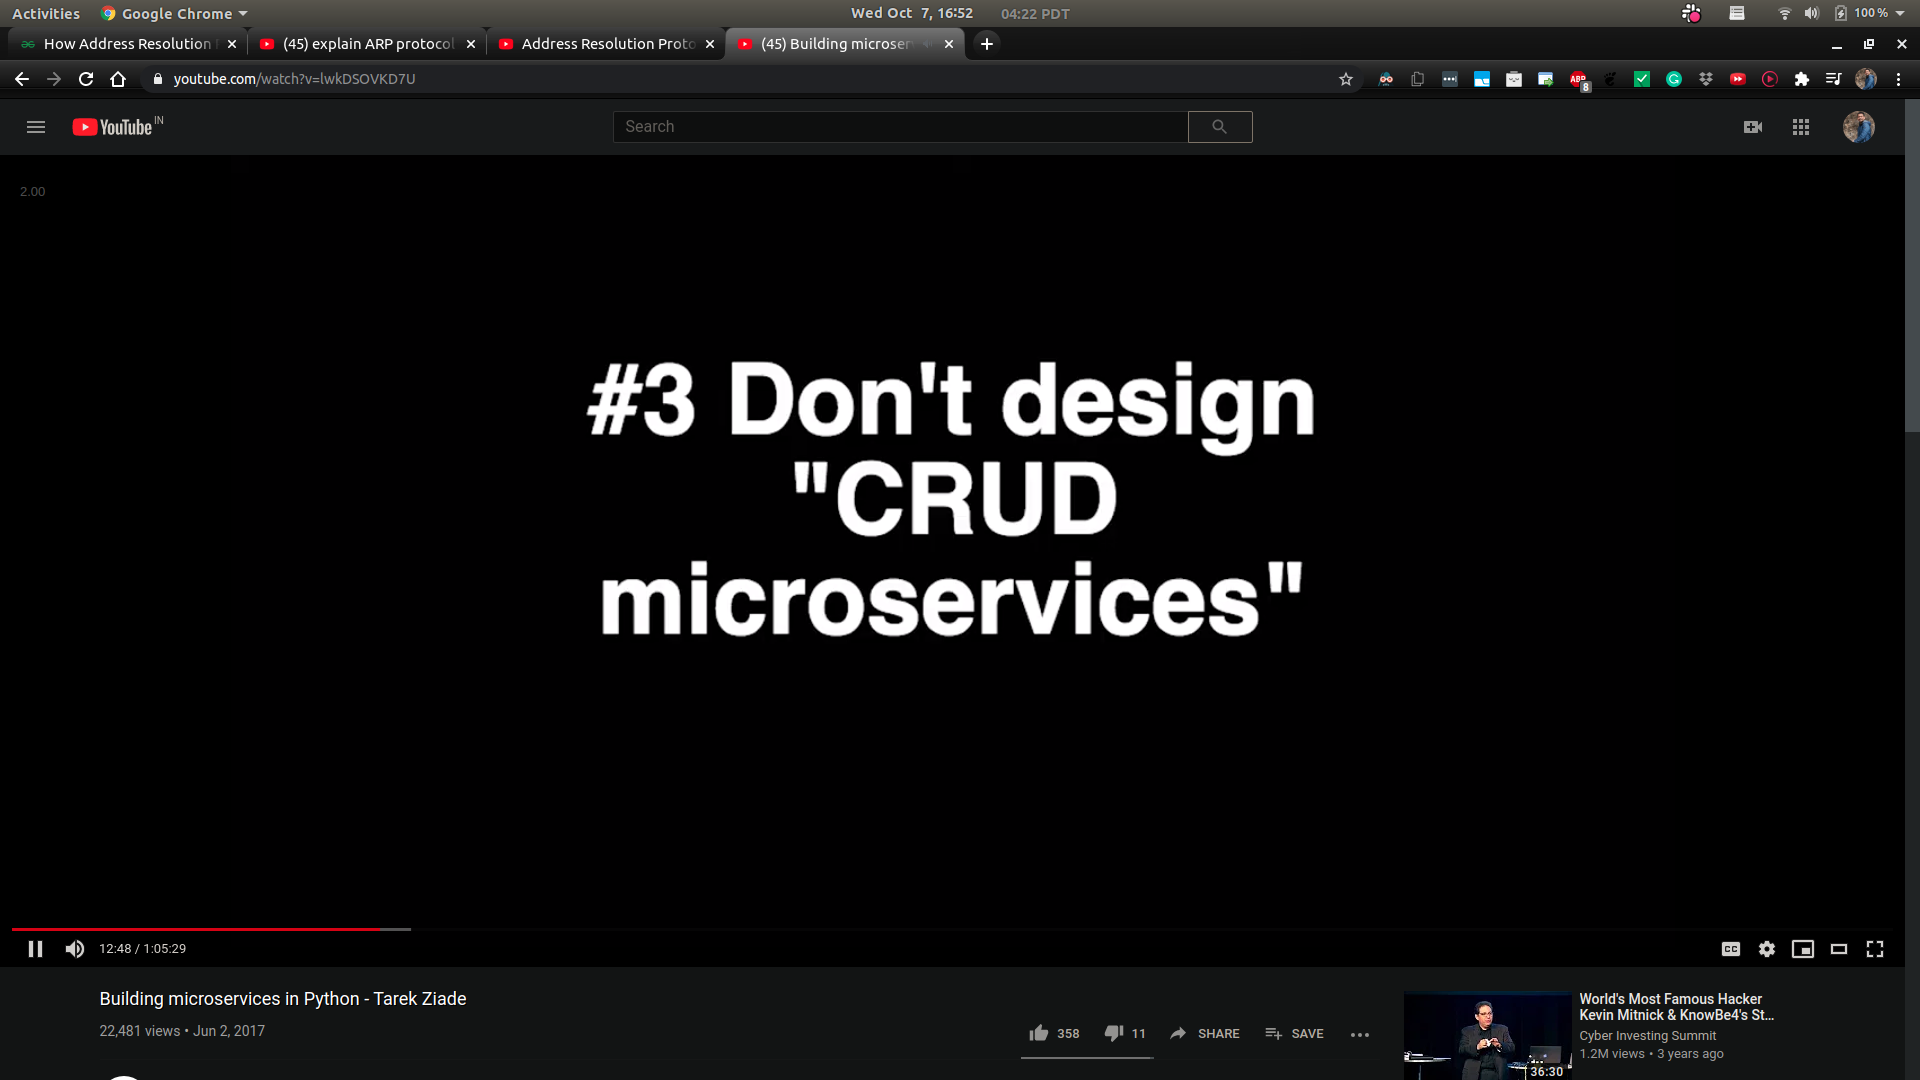 Activities Google Chrome Wed Oct 7, 16:52 04:22 PDT 100 %
How Address Resolution (45) explain ARP protocol Address Resolution Proto (45) Building microser
youtube.com/watch?v=lwkDSOVKD7U
ABP 8
YouTube IN Search
2.00
#3 Don't design
"CRUD
microservices"
12:48 / 1:05:29
CC
Building microservices in Python - Tarek Ziade
22,481 views • Jun 2, 2017
358 11 SHARE SAVE
World's Most Famous Hacker
Kevin Mitnick & KnowBe4's St...
Cyber Investing Summit
1.2M views • 3 years ago
36:30